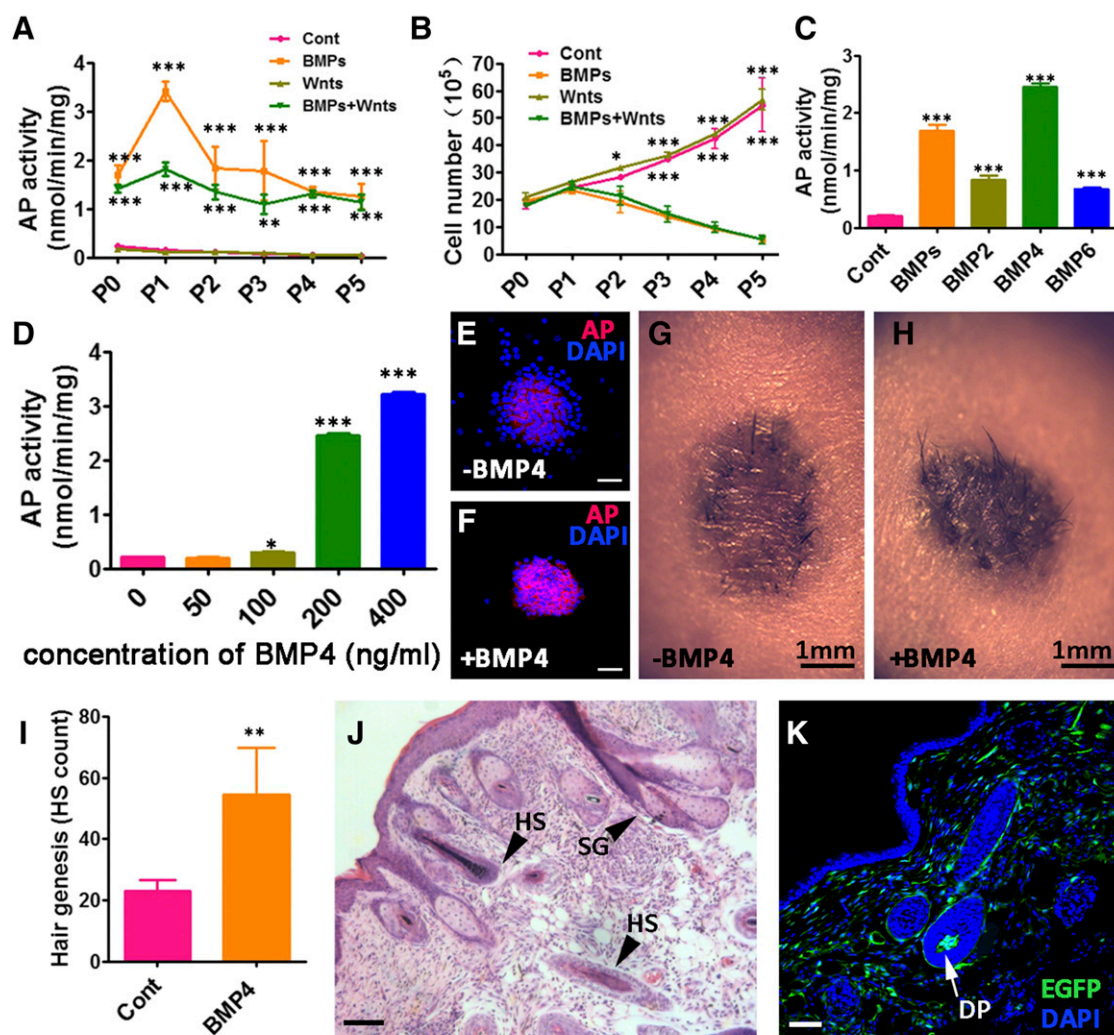 A
AP activity
(nmol/min/mg)
5
4
3
2
1
0
Cont
BMPs
Wnts
BMPs+Wnts
***
***
***
***
***
***
***
***
***
**
***
***
P0
P1
P2
P3
P4
P5
B
Cell number (10⁵)
70
60
50
40
30
20
10
0
Cont
BMPs
Wnts
BMPs+Wnts
*
***
***
***
***
***
***
P0
P1
P2
P3
P4
P5
C
AP activity
(nmol/min/mg)
3
2
1
0
***
***
***
***
Cont
BMPs
BMP2
BMP4
BMP6
D
AP activity
(nmol/min/mg)
4
3
2
1
0
*
***
***
0
50
100
200
400
concentration of BMP4 (ng/ml)
E
AP
DAPI
-BMP4
F
AP
DAPI
+BMP4
G
-BMP4
1mm
H
+BMP4
1mm
I
Hair genesis (HS count)
80
60
40
20
0
**
Cont
BMP4
J
HS
SG
HS
K
DP
EGFP
DAPI